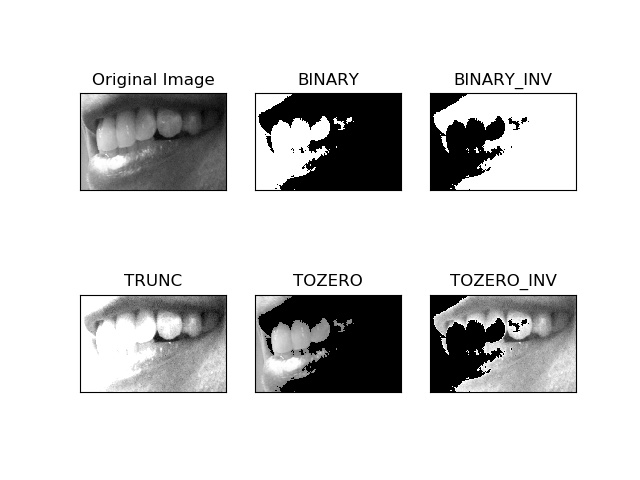 Original Image
BINARY
BINARY_INV
TRUNC
TOZERO
TOZERO_INV